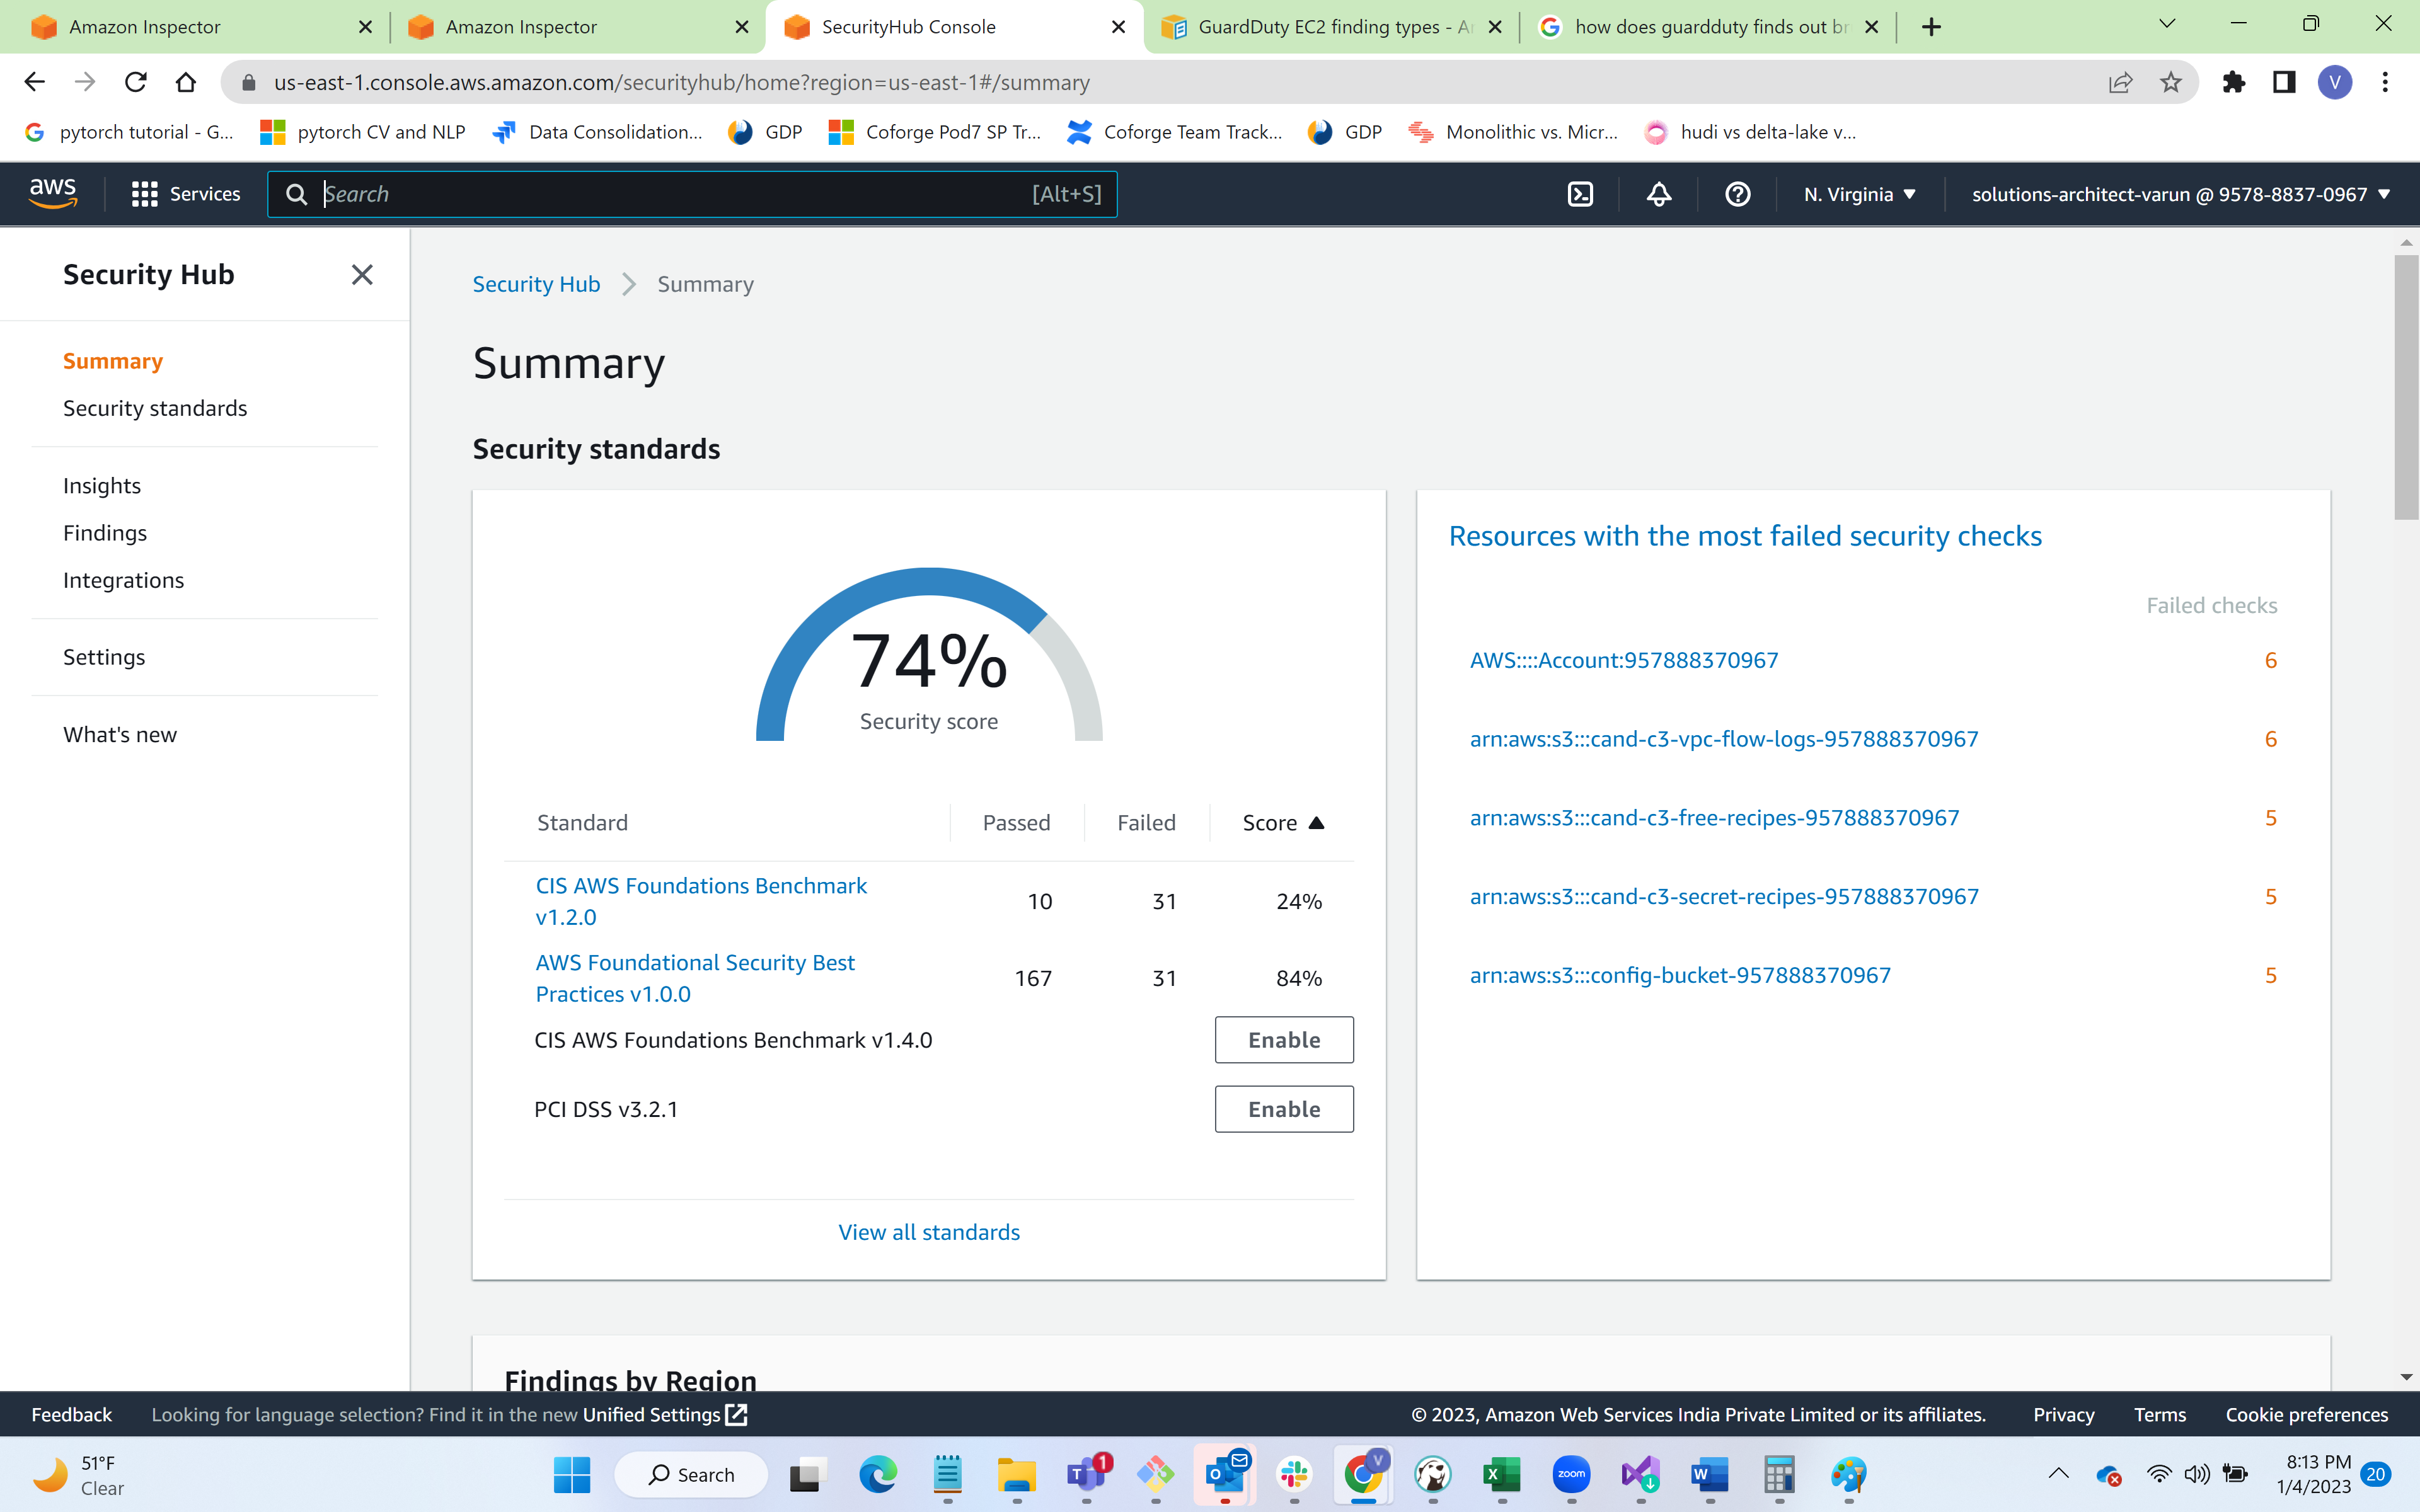 Amazon Inspector
Amazon Inspector
SecurityHub Console
GuardDuty EC2 finding types - A
how does guardduty finds out br
us-east-1.console.aws.amazon.com/securityhub/home?region=us-east-1#/summary
V
pytorch tutorial - G...
pytorch CV and NLP
Data Consolidation...
GDP
Coforge Pod7 SP Tr...
Coforge Team Track...
GDP
Monolithic vs. Micr...
hudi vs delta-lake v...
aws
Services
Search
[Alt+S]
N. Virginia
solutions-architect-varun @ 9578-8837-0967
Security Hub
Summary
Security standards
Insights
Findings
Integrations
Settings
What's new
Security Hub
Summary
Summary
Security standards
74%
Security score
Standard Passed Failed Score
CIS AWS Foundations Benchmark
v1.2.0
10 31 24%
AWS Foundational Security Best
Practices v1.0.0
167 31 84%
CIS AWS Foundations Benchmark v1.4.0 Enable
PCI DSS v3.2.1 Enable
View all standards
Resources with the most failed security checks
Failed checks
AWS::::Account:957888370967 6
arn:aws:s3:::cand-c3-vpc-flow-logs-957888370967 6
arn:aws:s3:::cand-c3-free-recipes-957888370967 5
arn:aws:s3:::cand-c3-secret-recipes-957888370967 5
arn:aws:s3:::config-bucket-957888370967 5
Findings by Region
Feedback
Looking for language selection? Find it in the new Unified Settings
© 2023, Amazon Web Services India Private Limited or its affiliates.
Privacy
Terms
Cookie preferences
51°F
Clear
Search
1
zoom
8:13 PM
1/4/2023
20